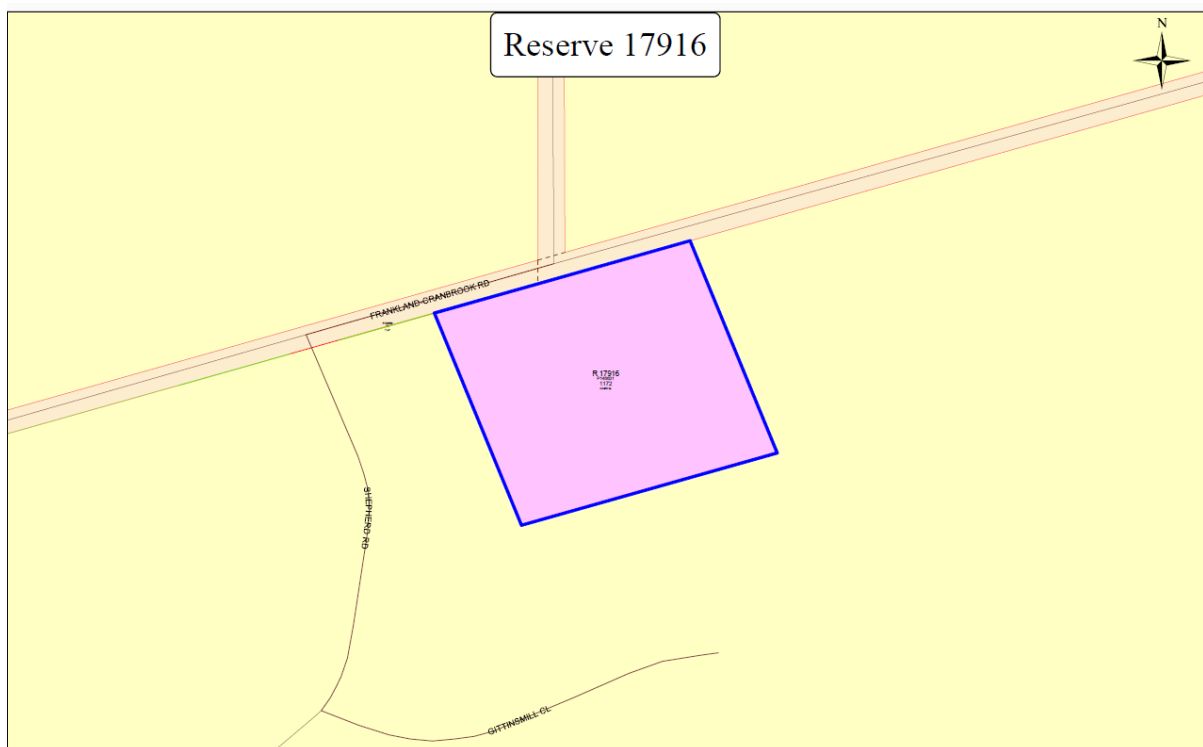 Reserve 17916
N
FRANKLAND-CRANBROOK RD
R 17916
1172
SHEPHERD RD
GITTINSMILL CL